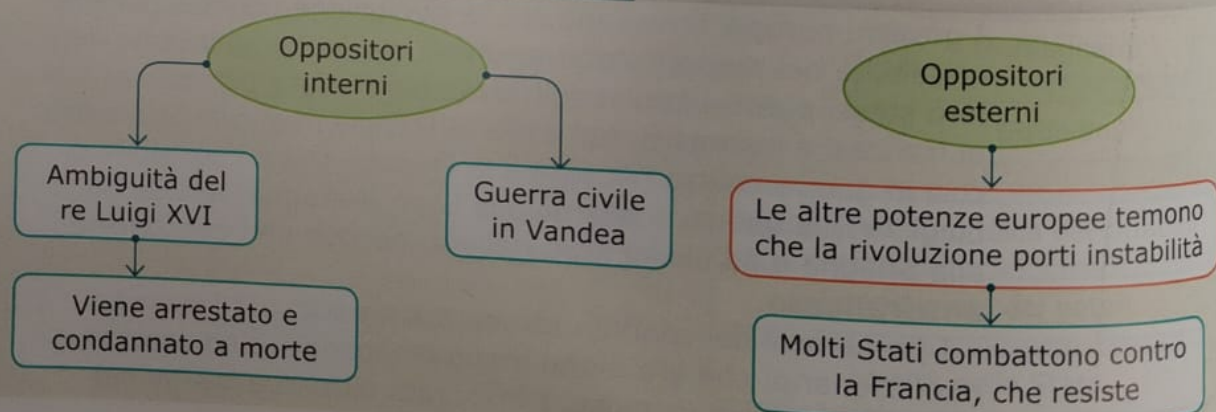 Oppositori
interni
Ambiguità del
re Luigi XVI
Viene arrestato e
condannato a morte
Guerra civile
in Vandea
Oppositori
esterni
Le altre potenze europee temono
che la rivoluzione porti instabilità
Molti Stati combattono contro
la Francia, che resiste